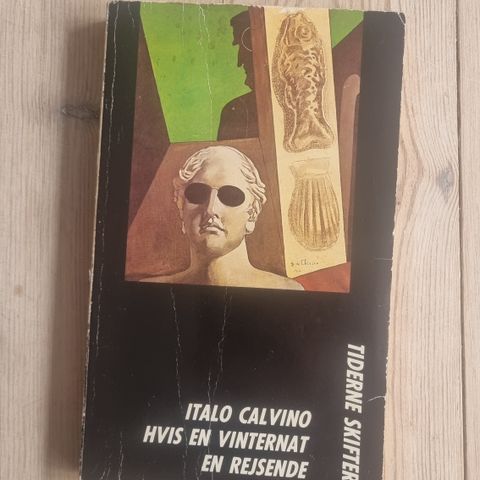 ITALO CALVINO
HVIS EN VINTERNAT
EN REJSENDE
TIDERNE SKIFTER